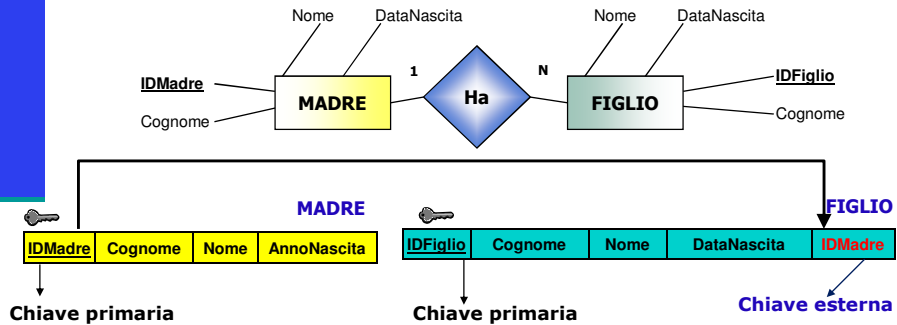 Nome DataNascita Nome DataNascita
IDMadre 1 N IDFiglio
MADRE Ha FIGLIO
Cognome Cognome
MADRE FIGLIO
IDMadre Cognome Nome AnnoNascita IDFiglio Cognome Nome DataNascita IDMadre
Chiave primaria Chiave primaria Chiave esterna